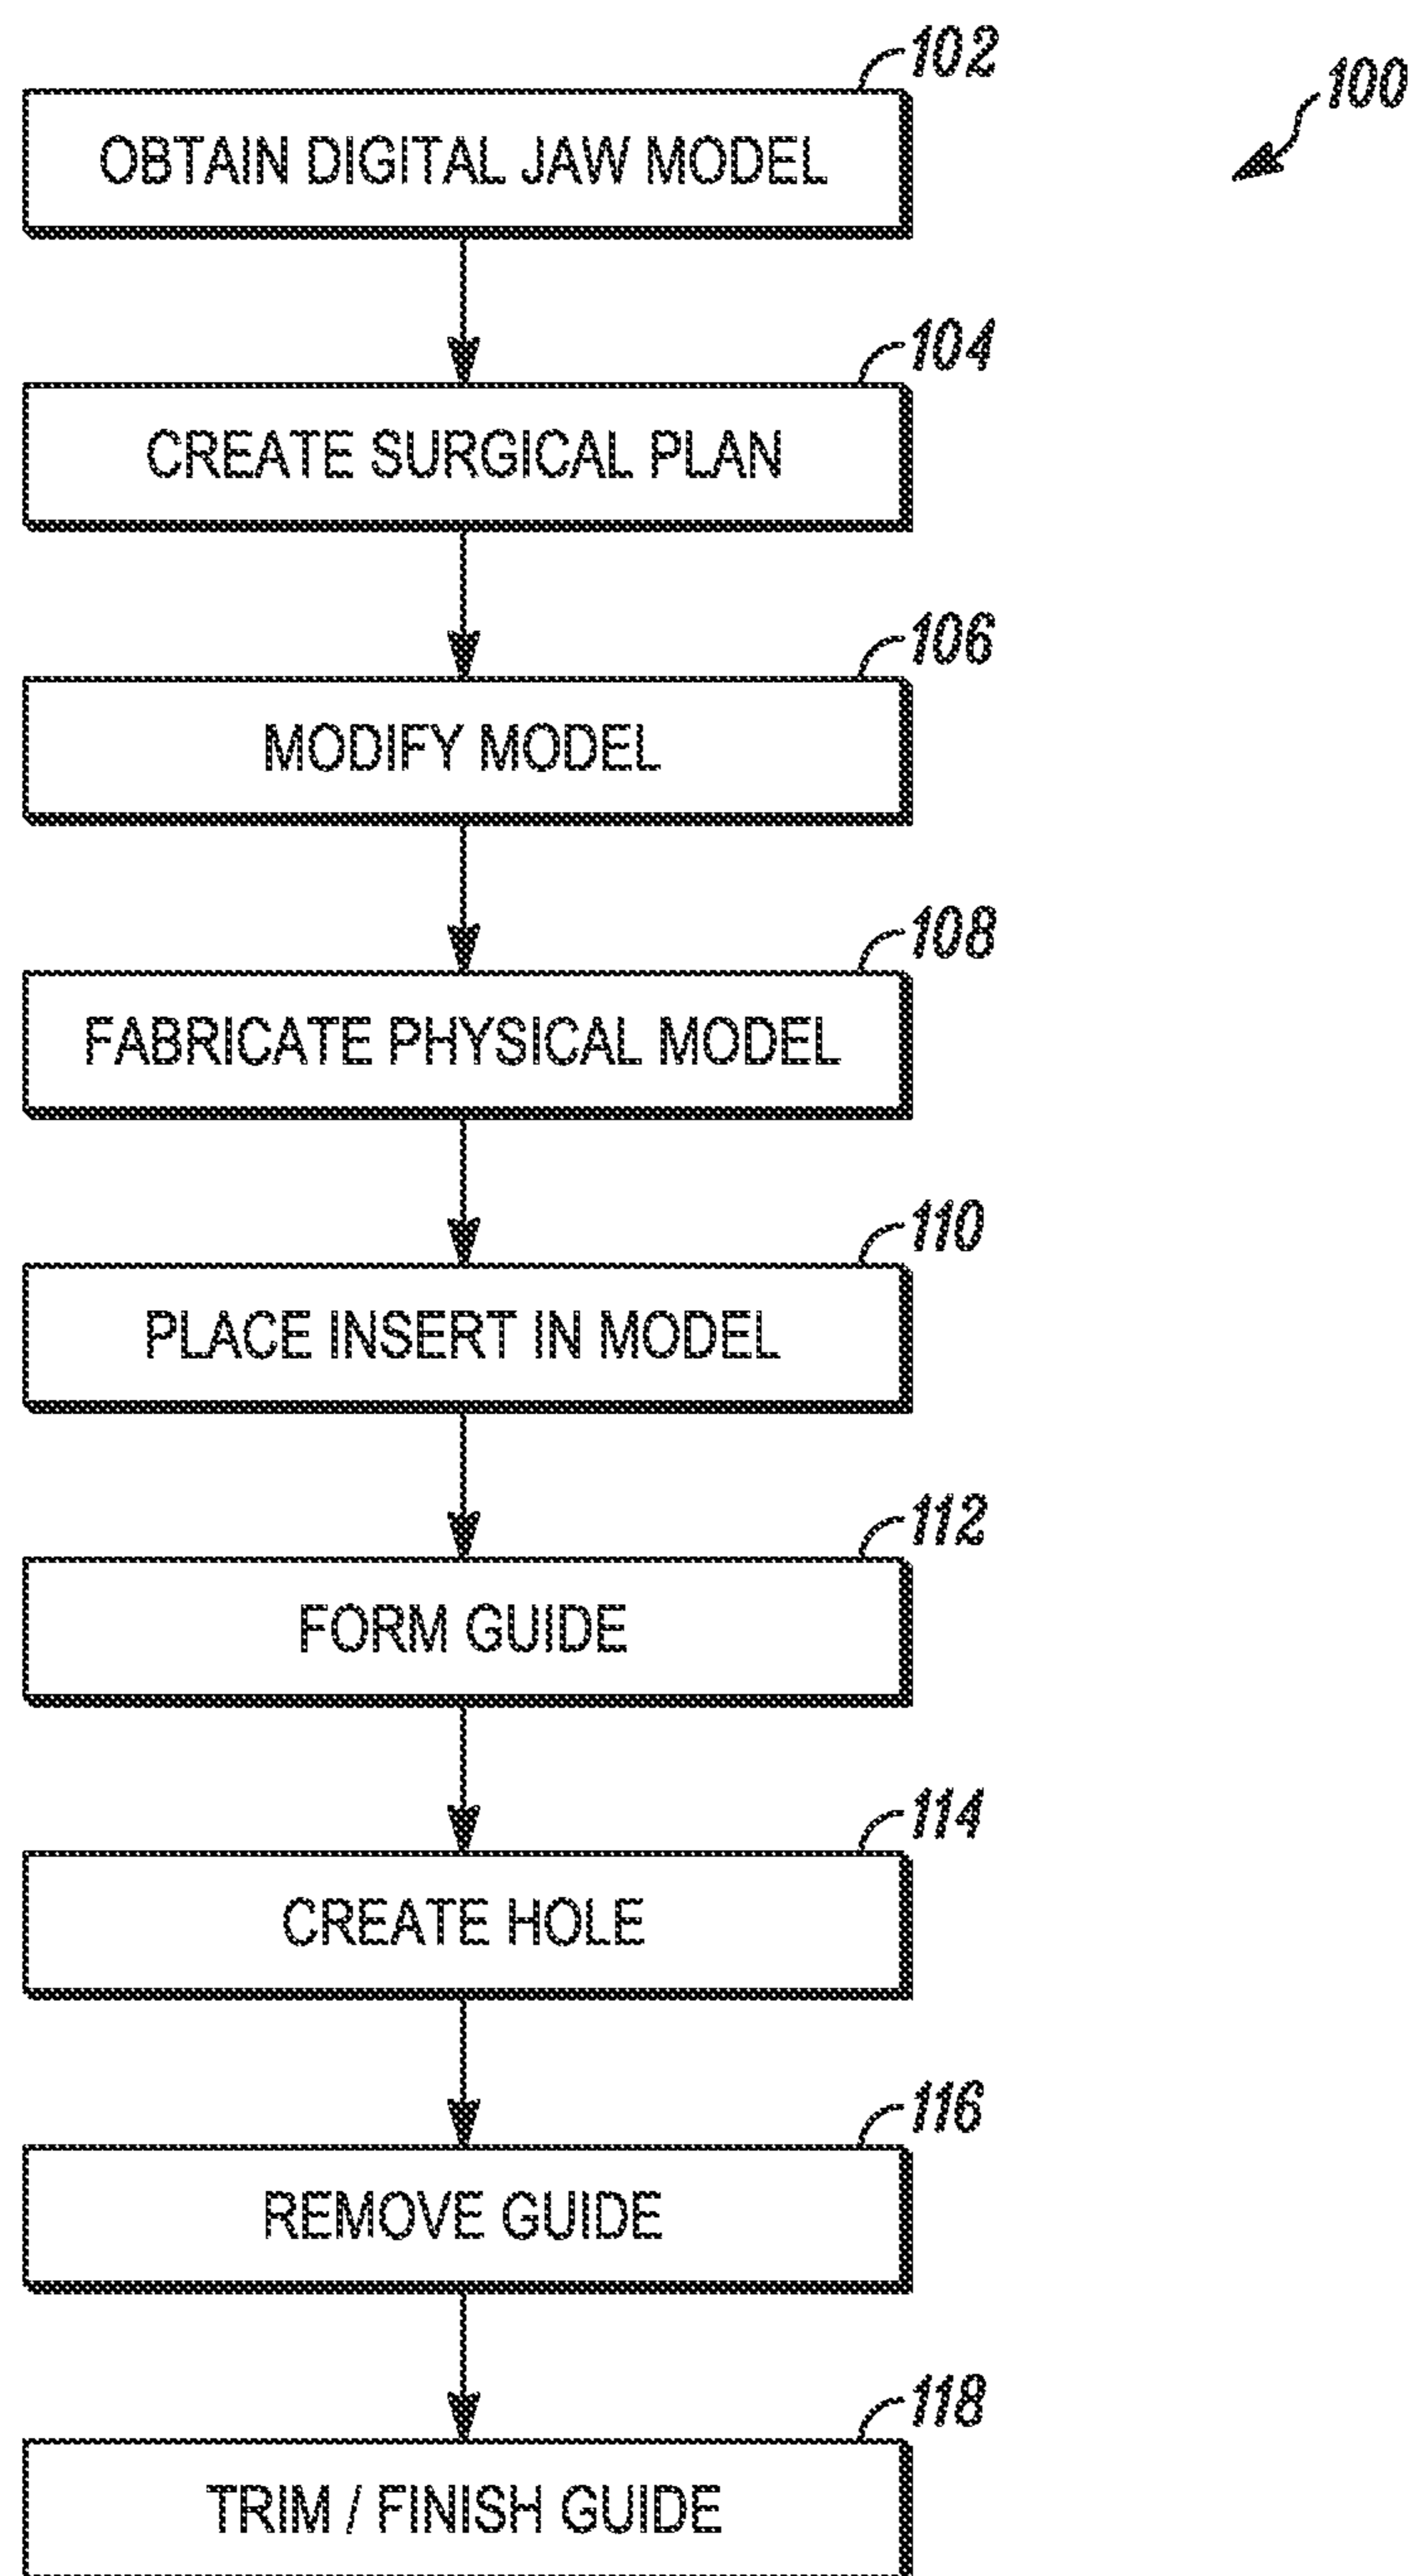 102
100
OBTAIN DIGITAL JAW MODEL
104
CREATE SURGICAL PLAN
106
MODIFY MODEL
108
FABRICATE PHYSICAL MODEL
110
PLACE INSERT IN MODEL
112
FORM GUIDE
114
CREATE HOLE
116
REMOVE GUIDE
118
TRIM / FINISH GUIDE